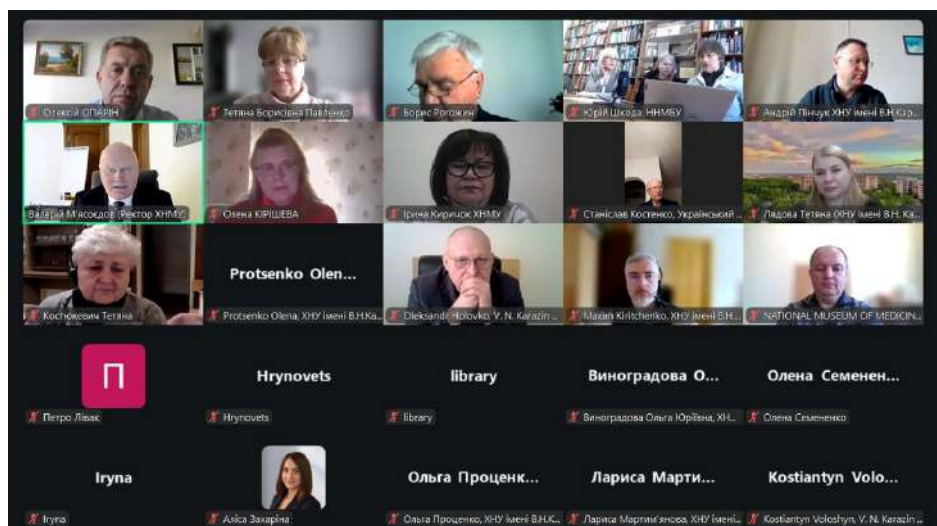 Олексій ОПАРІН
Тетяна Борисівна Павленко
Борис Рогожин
Юрій Шкода, ННМБУ
Андрій Пінчук ХНУ імені В.Н.Кар...
Валерій М'ясоєдов (Ректор ХНМУ)
Олена КІРІШЕВА
Ірина Киричок ХНМУ
Станіслав Костенко, Український ...
Лядова Тетяна (ХНУ імені В.Н. Ка...
Костюкевич Тетяна
Protsenko Olen...
Protsenko Olena, ХНУ імені В.Н.Ка...
Oleksandr Holovko, V. N. Karazin ...
Maxim Kiritchenko, ХНУ імені В.Н...
NATIONAL MUSEUM OF MEDICIN...
П
Петро Лівак
Hrynovets
Hrynovets
library
library
Виноградова О...
Виноградова Ольга Юріївна, ХН...
Олена Семенен...
Олена Семененко
Iryna
Iryna
Аліса Захаріна
Ольга Проценк...
Ольга Проценко, ХНУ імені В.Н.К...
Лариса Марти...
Лариса Мартим'янова, ХНУ імені...
Kostiantyn Volo...
Kostiantyn Voloshyn, V. N. Karazin ...